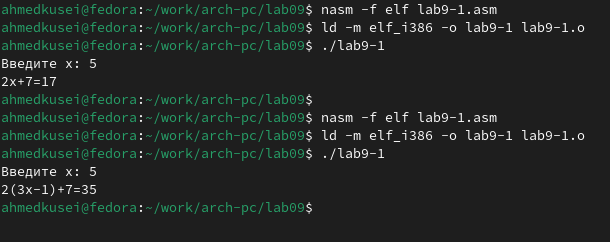 ahmedkusei@fedora:~/work/arch-pc/lab09$ nasm -f elf lab9-1.asm
ahmedkusei@fedora:~/work/arch-pc/lab09$ ld -m elf_i386 -o lab9-1 lab9-1.o
ahmedkusei@fedora:~/work/arch-pc/lab09$ ./lab9-1
Введите x: 5
2x+7=17
ahmedkusei@fedora:~/work/arch-pc/lab09$
ahmedkusei@fedora:~/work/arch-pc/lab09$ nasm -f elf lab9-1.asm
ahmedkusei@fedora:~/work/arch-pc/lab09$ ld -m elf_i386 -o lab9-1 lab9-1.o
ahmedkusei@fedora:~/work/arch-pc/lab09$ ./lab9-1
Введите x: 5
2(3x-1)+7=35
ahmedkusei@fedora:~/work/arch-pc/lab09$